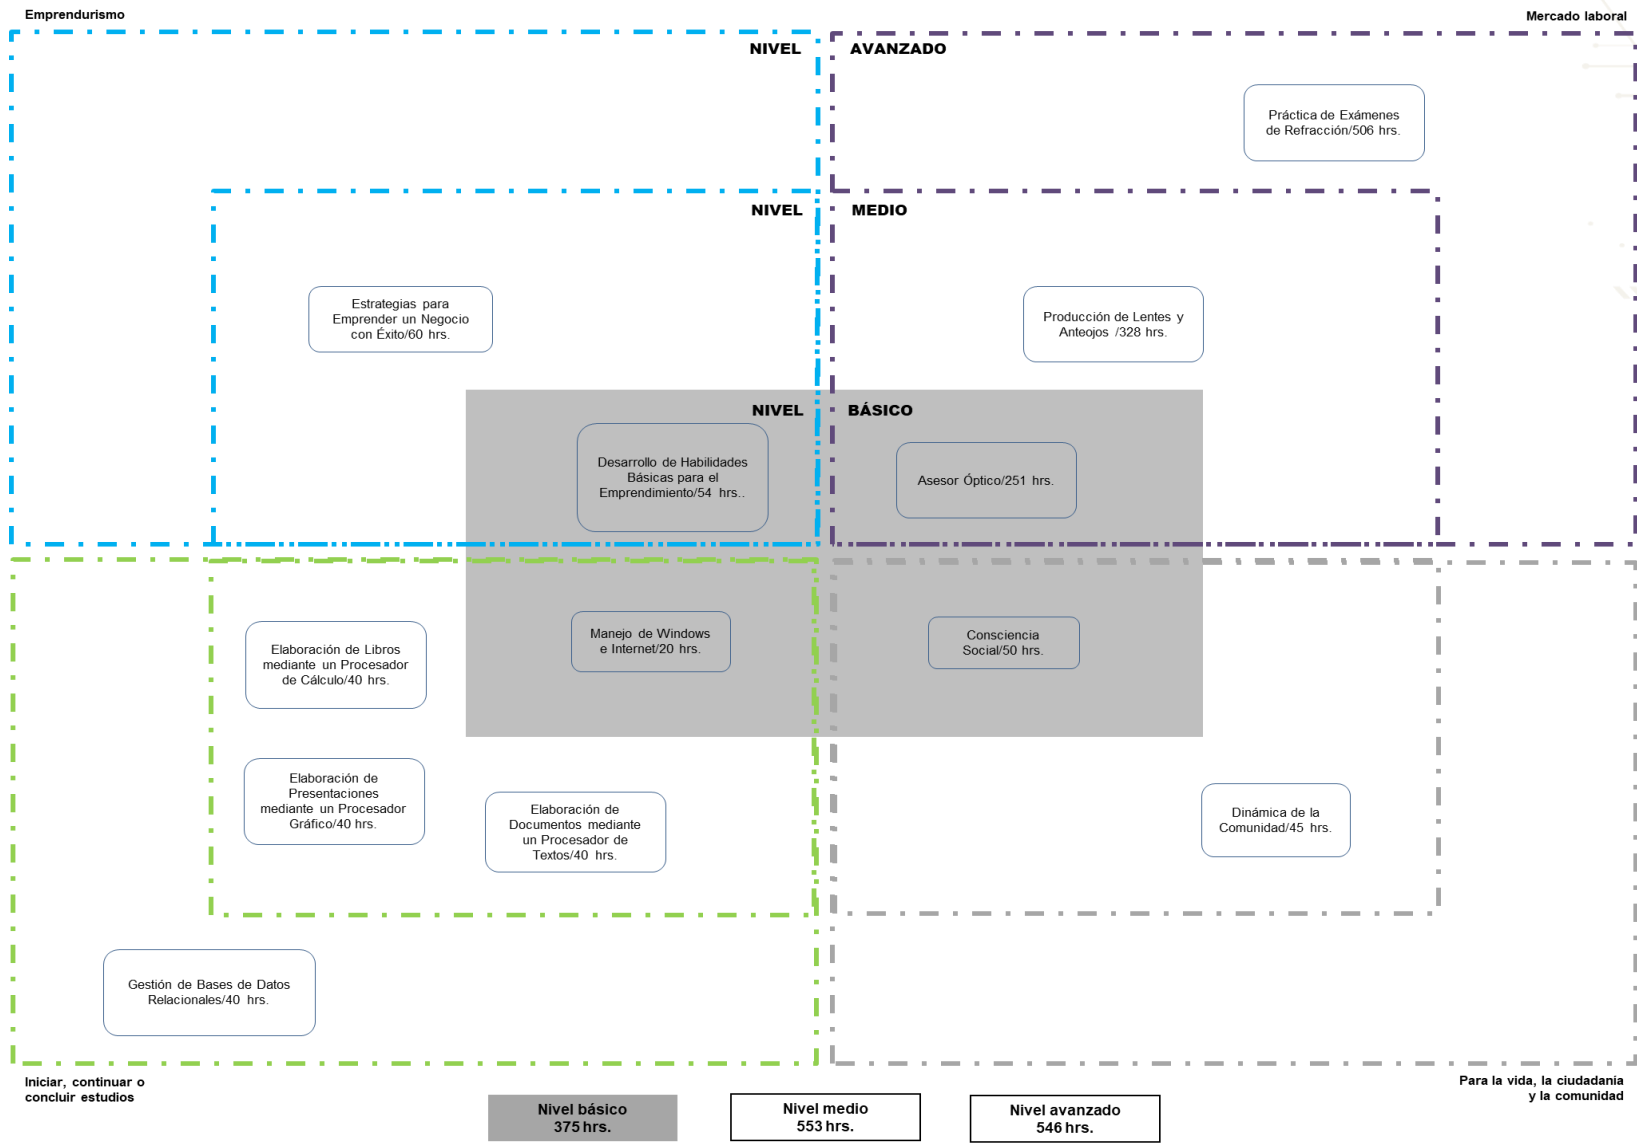 Emprendurismo
Mercado laboral
NIVEL AVANZADO
Práctica de Exámenes
de Refracción/506 hrs.
NIVEL MEDIO
Estrategias para
Emprender un Negocio
con Éxito/60 hrs.
Producción de Lentes y
Anteojos /328 hrs.
NIVEL BÁSICO
Desarrollo de Habilidades
Básicas para el
Emprendimiento/54 hrs..
Asesor Óptico/251 hrs.
Elaboración de Libros
mediante un Procesador
de Cálculo/40 hrs.
Manejo de Windows
e Internet/20 hrs.
Consciencia
Social/50 hrs.
Elaboración de
Presentaciones
mediante un Procesador
Gráfico/40 hrs.
Elaboración de
Documentos mediante
un Procesador de
Textos/40 hrs.
Dinámica de la
Comunidad/45 hrs.
Gestión de Bases de Datos
Relacionales/40 hrs.
Iniciar, continuar o
concluir estudios
Para la vida, la ciudadanía
y la comunidad
Nivel básico
375 hrs.
Nivel medio
553 hrs.
Nivel avanzado
546 hrs.